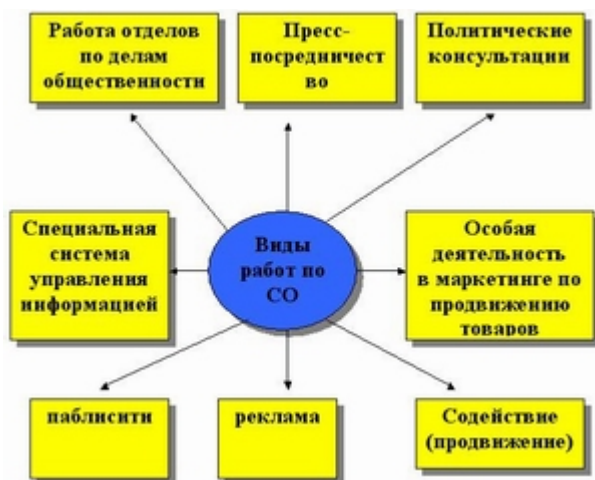 Работа отделов
по делам
общественности
Пресс-
посредничест
во
Политические
консультации
Специальная
система
управления
информацией
Виды
работ по
СО
Особая
деятельность
в маркетинге по
продвижению
товаров
паблисити
реклама
Содействие
(продвижение)